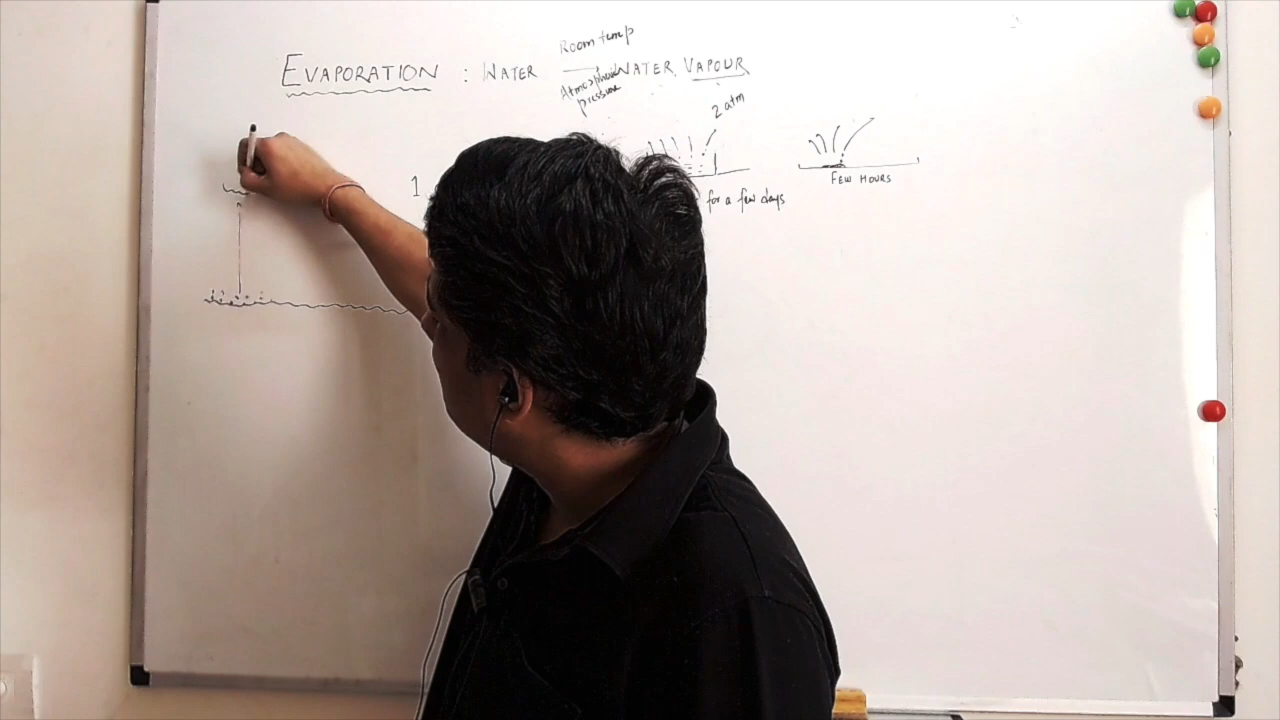 Room temp
EVAPORATION : WATER WATER VAPOUR
Atmospheric
pressure
2 atm
1
for a few days
FEW HOURS